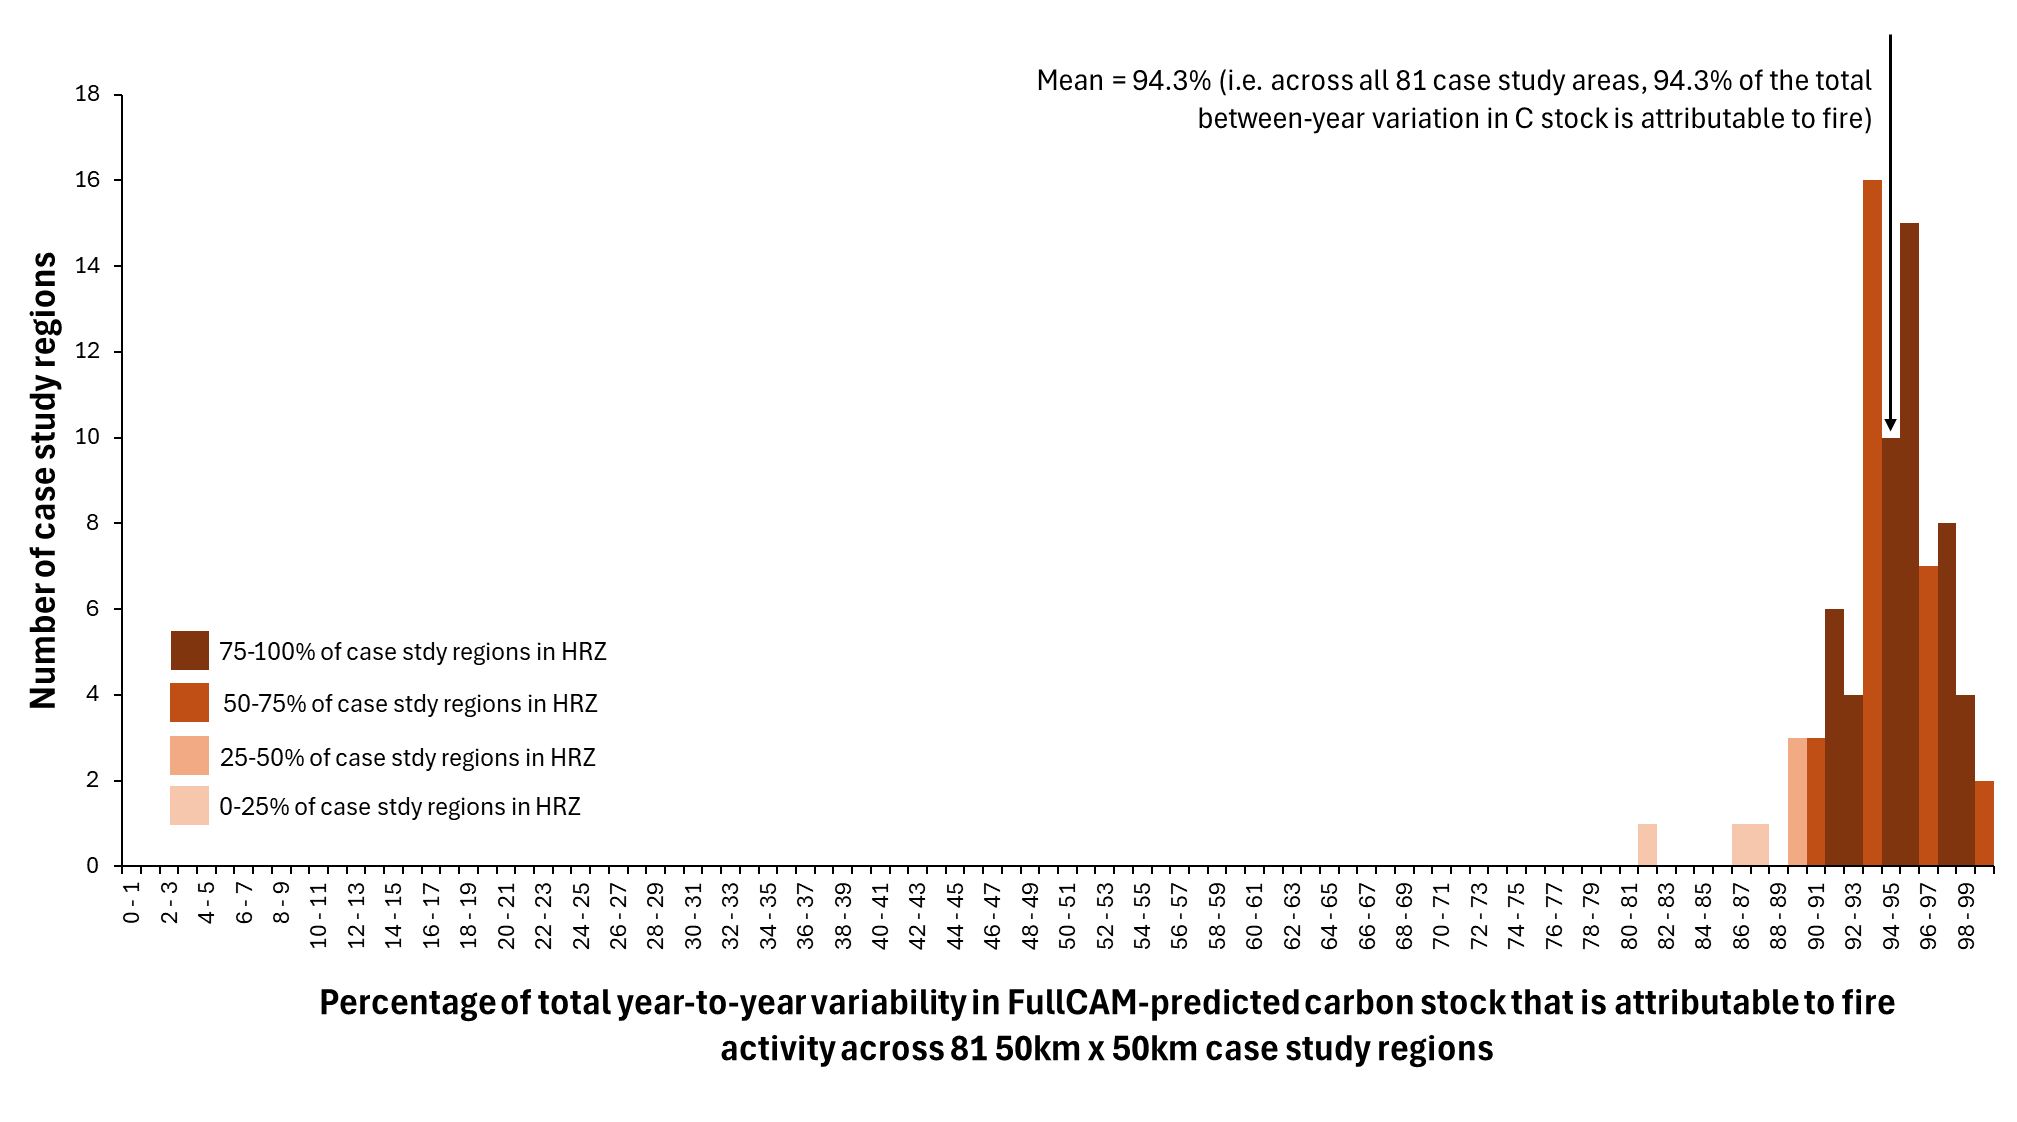 Mean = 94.3% (i.e. across all 81 case study areas, 94.3% of the total
between-year variation in C stock is attributable to fire)
18
16
14
12
10
8
6
4
2
0
Number of case study regions
75-100% of case stdy regions in HRZ
50-75% of case stdy regions in HRZ
25-50% of case stdy regions in HRZ
0-25% of case stdy regions in HRZ
0 - 1
2 - 3
4 - 5
6 - 7
8 - 9
10 - 11
12 - 13
14 - 15
16 - 17
18 - 19
20 - 21
22 - 23
24 - 25
26 - 27
28 - 29
30 - 31
32 - 33
34 - 35
36 - 37
38 - 39
40 - 41
42 - 43
44 - 45
46 - 47
48 - 49
50 - 51
52 - 53
54 - 55
56 - 57
58 - 59
60 - 61
62 - 63
64 - 65
66 - 67
68 - 69
70 - 71
72 - 73
74 - 75
76 - 77
78 - 79
80 - 81
82 - 83
84 - 85
86 - 87
88 - 89
90 - 91
92 - 93
94 - 95
96 - 97
98 - 99
Percentage of total year-to-year variability in FullCAM-predicted carbon stock that is attributable to fire
activity across 81 50km x 50km case study regions